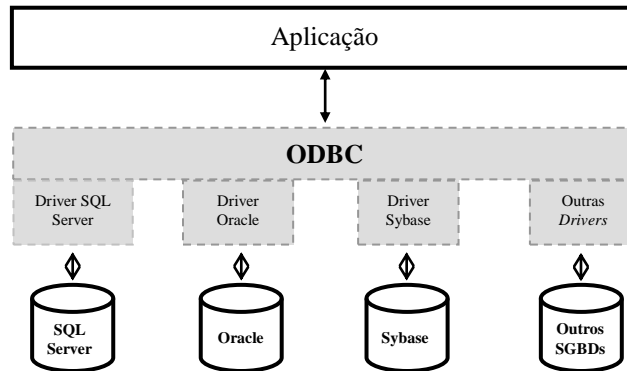 Aplicação
ODBC
Driver SQL
Server
Driver
Oracle
Driver
Sybase
Outras
Drivers
SQL
Server
Oracle
Sybase
Outros
SGBDs